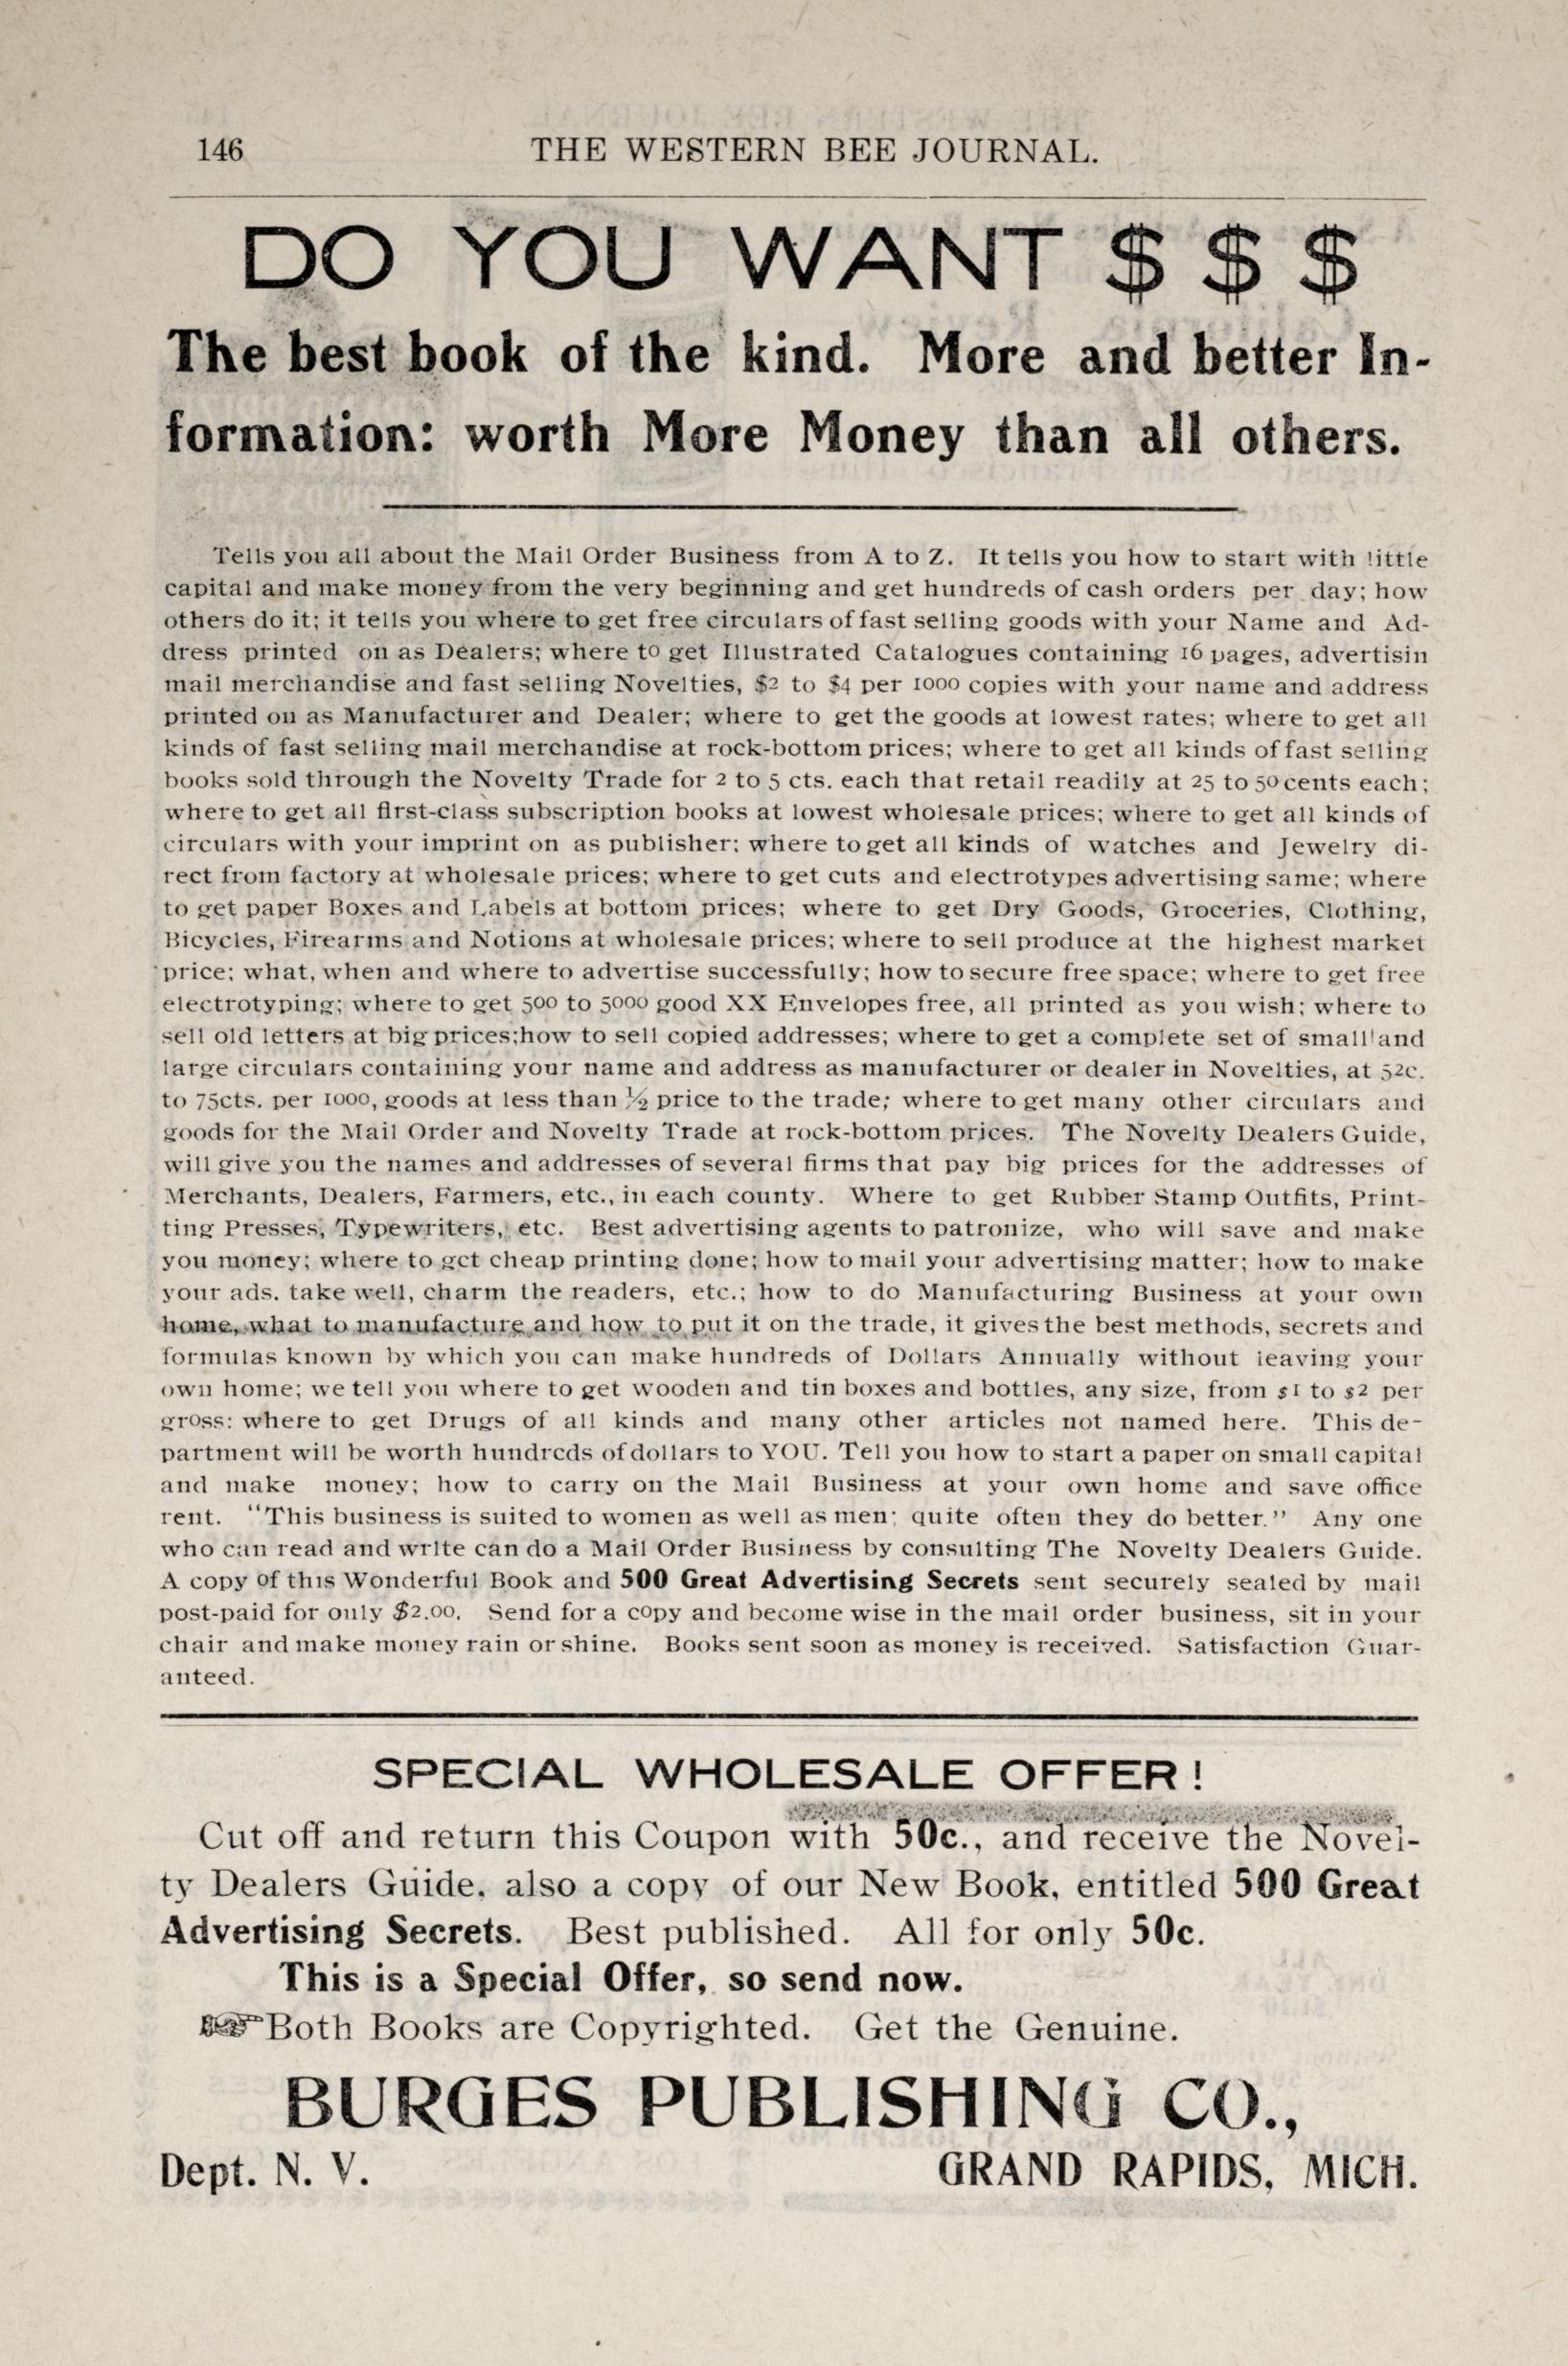 146 THE WESTERN BEE JOURNAL.
DO YOU WANT $ $ $
The best book of the kind. More and better In-
formation: worth More Money than all others.
Tells you all about the Mail Order Business from A to Z. It tells you how to start with little
capital and make money from the very beginning and get hundreds of cash orders per day; how
others do it; it tells you where to get free circulars of fast selling goods with your Name and Ad-
dress printed on as Dealers; where to get Illustrated Catalogues containing 16 pages, advertisin
mail merchandise and fast selling Novelties, $2 to $4 per 1000 copies with your name and address
printed on as Manufacturer and Dealer; where to get the goods at lowest rates; where to get all
kinds of fast selling mail merchandise at rock-bottom prices; where to get all kinds of fast selling
books sold through the Novelty Trade for 2 to 5 cts. each that retail readily at 25 to 50 cents each;
where to get all first-class subscription books at lowest wholesale prices; where to get all kinds of
circulars with your imprint on as publisher; where to get all kinds of watches and Jewelry di-
rect from factory at wholesale prices; where to get cuts and electrotypes advertising same; where
to get paper Boxes and Labels at bottom prices; where to get Dry Goods, Groceries, Clothing,
Bicycles, Firearms and Notions at wholesale prices; where to sell produce at the highest market
price; what, when and where to advertise successfully; how to secure free space; where to get free
electrotyping; where to get 500 to 5000 good XX Envelopes free, all printed as you wish; where to
sell old letters at big prices;how to sell copied addresses; where to get a complete set of small and
large circulars containing your name and address as manufacturer or dealer in Novelties, at 52c.
to 75cts. per 1000, goods at less than ½ price to the trade; where to get many other circulars and
goods for the Mail Order and Novelty Trade at rock-bottom prices. The Novelty Dealers Guide,
will give you the names and addresses of several firms that pay big prices for the addresses of
Merchants, Dealers, Farmers, etc., in each county. Where to get Rubber Stamp Outfits, Print-
ting Presses, Typewriters, etc. Best advertising agents to patronize, who will save and make
you money; where to get cheap printing done; how to mail your advertising matter; how to make
your ads. take well, charm the readers, etc.; how to do Manufacturing Business at your own
home, what to manufacture and how to put it on the trade, it gives the best methods, secrets and
formulas known by which you can make hundreds of Dollars Annually without leaving your
own home; we tell you where to get wooden and tin boxes and bottles, any size, from $1 to $2 per
gross: where to get Drugs of all kinds and many other articles not named here. This de-
partment will be worth hundreds of dollars to YOU. Tell you how to start a paper on small capital
and make money; how to carry on the Mail Business at your own home and save office
rent. "This business is suited to women as well as men; quite often they do better." Any one
who can read and write can do a Mail Order Business by consulting The Novelty Dealers Guide.
A copy of this Wonderful Book and 500 Great Advertising Secrets sent securely sealed by mail
post-paid for only $2.00. Send for a copy and become wise in the mail order business, sit in your
chair and make money rain or shine. Books sent soon as money is received. Satisfaction Guar-
anteed.
SPECIAL WHOLESALE OFFER!
Cut off and return this Coupon with 50c., and receive the Novel-
ty Dealers Guide, also a copy of our New Book, entitled 500 Great
Advertising Secrets. Best published. All for only 50c.
This is a Special Offer, so send now.
☞Both Books are Copyrighted. Get the Genuine.
BURGES PUBLISHING CO.,
Dept. N. V. GRAND RAPIDS, MICH.